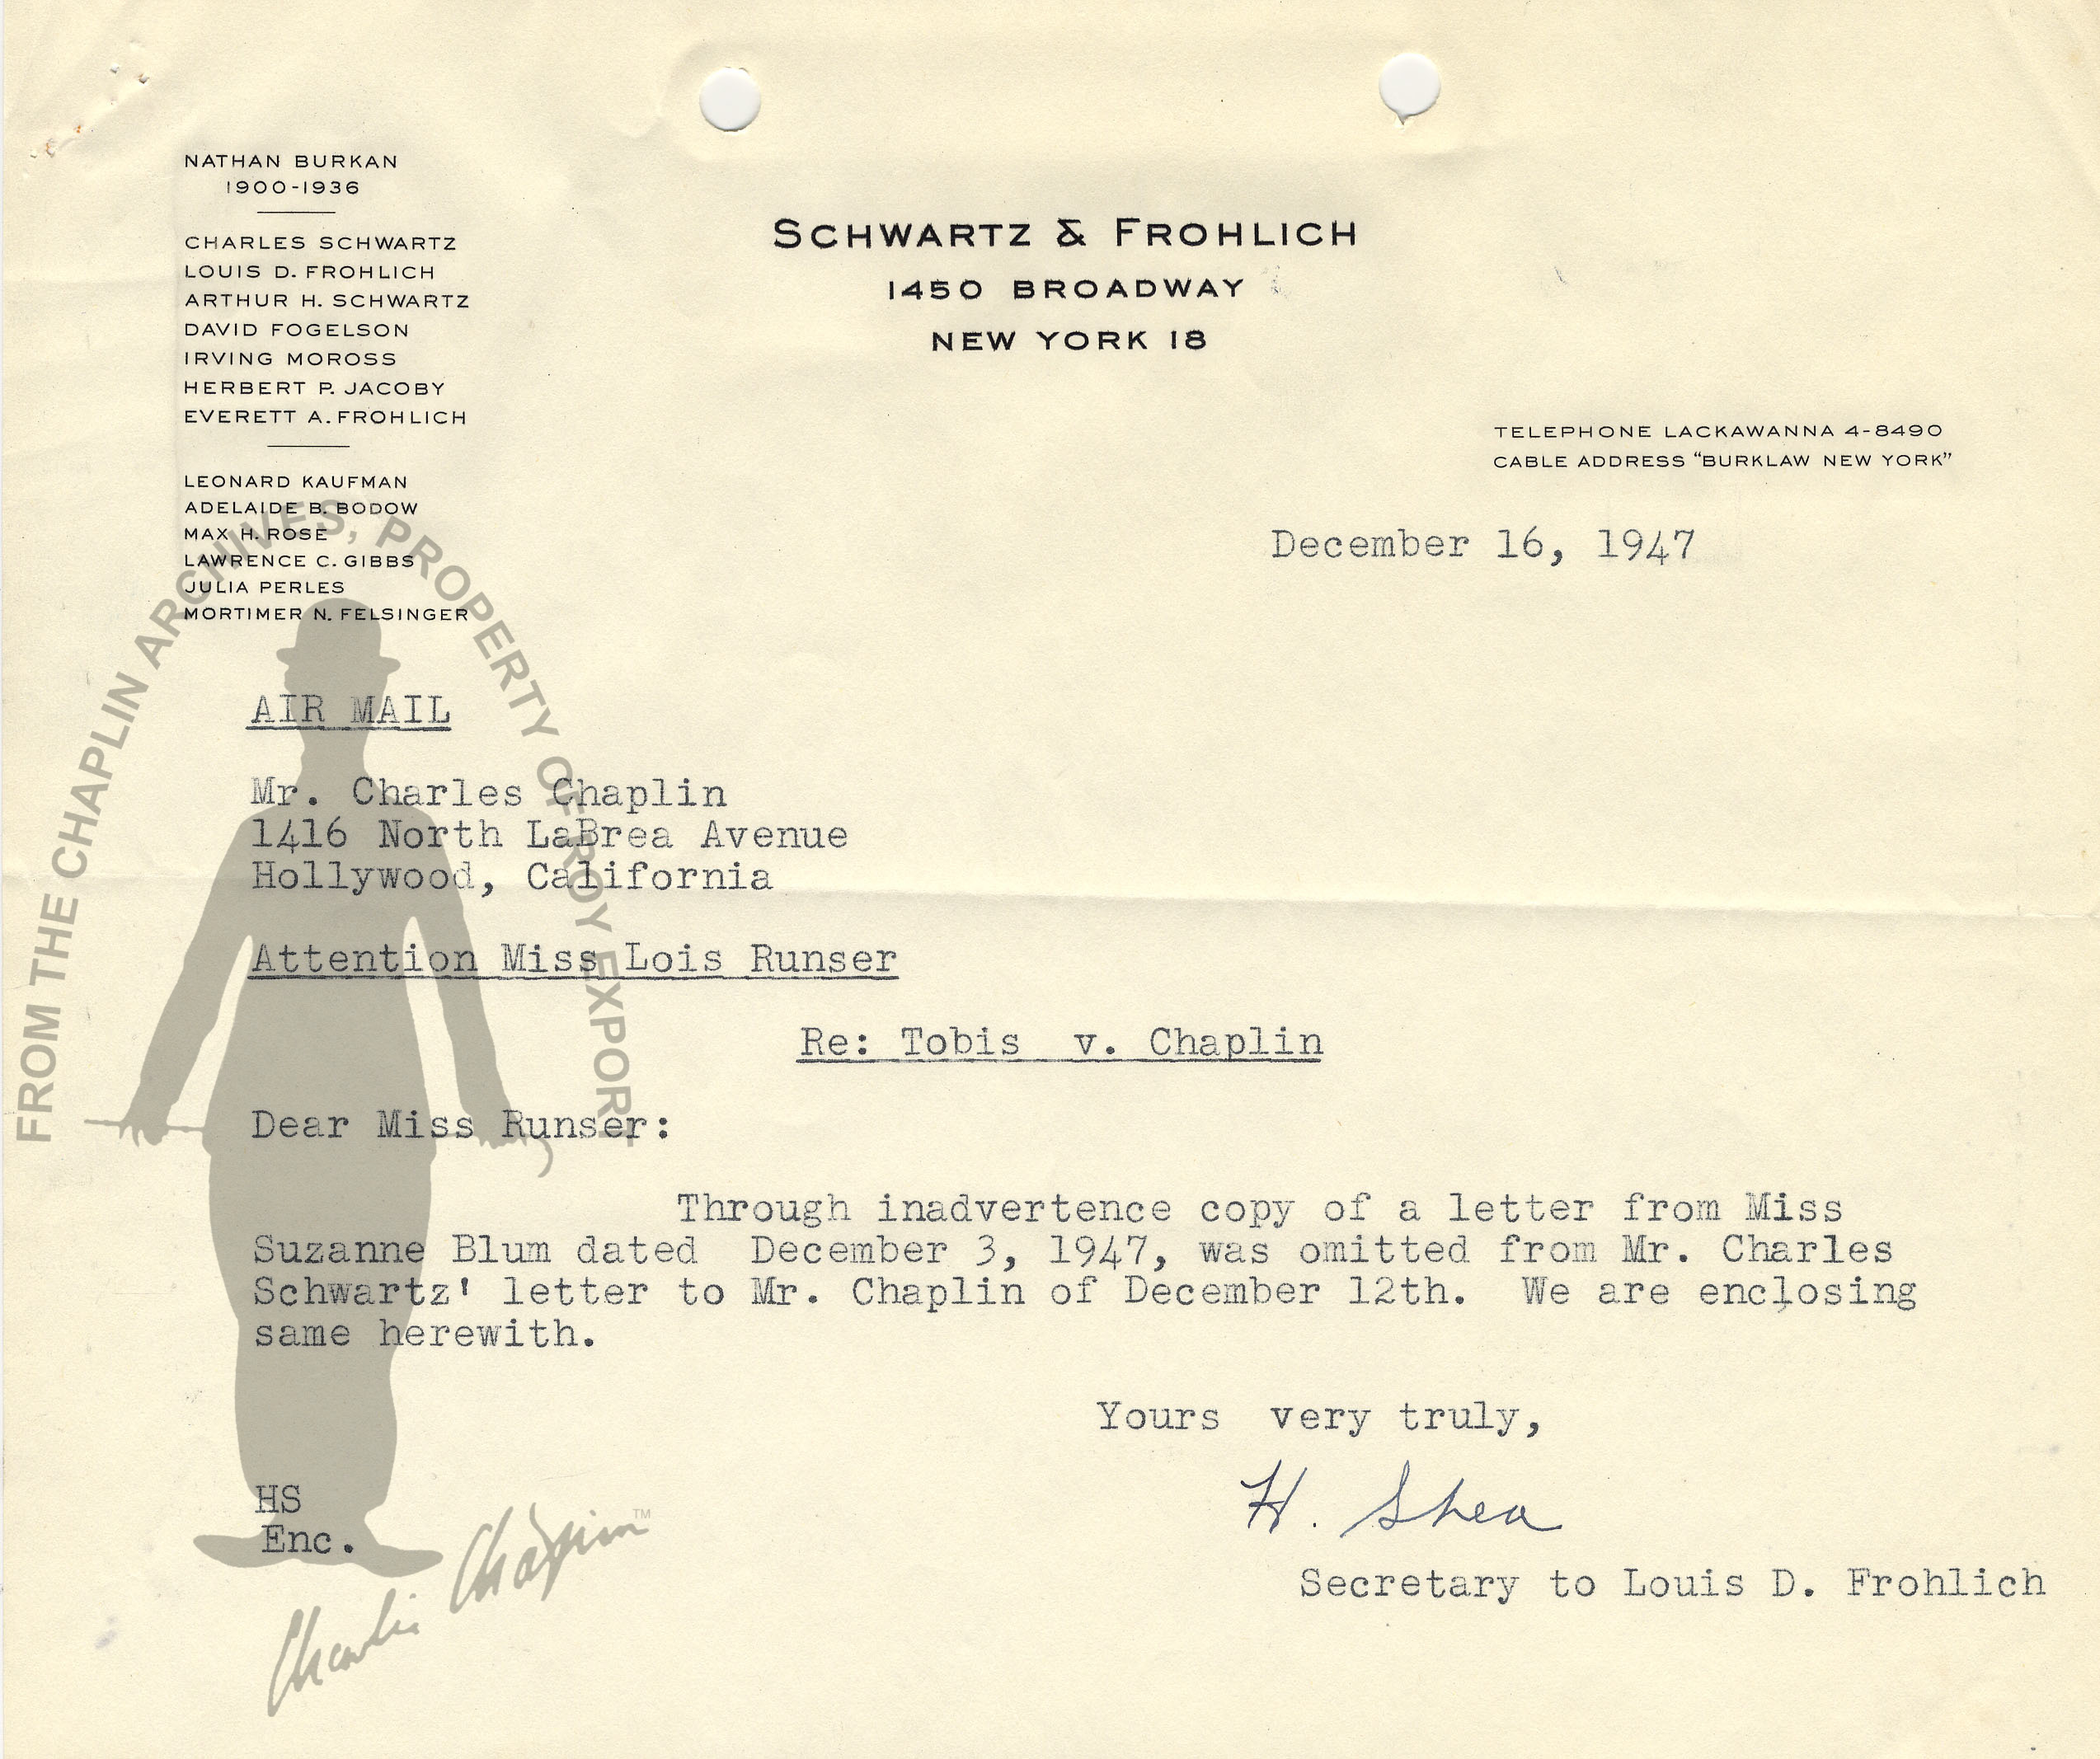 NATHAN BURKAN
1900-1936
CHARLES SCHWARTZ
LOUIS D. FROHLICH
ARTHUR H. SCHWARTZ
DAVID FOGELSON
IRVING MOROSS
HERBERT P. JACOBY
EVERETT A. FROHLICH
LEONARD KAUFMAN
ADELAIDE B. BODOW
MAX H. ROSE
LAWRENCE C. GIBBS
JULIA PERLES
MORTIMER N. FELSINGER
SCHWARTZ & FROHLICH
1450 BROADWAY
NEW YORK 18
TELEPHONE LACKAWANNA 4-8490
CABLE ADDRESS "BURKLAW NEW YORK"
December 16, 1947
AIR MAIL
Mr. Charles Chaplin
1416 North LaBrea Avenue
Hollywood, California
Attention Miss Lois Runser
Re: Tobis v. Chaplin
Dear Miss Runser:
Through inadvertence copy of a letter from Miss
Suzanne Blum dated December 3, 1947, was omitted from Mr. Charles
Schwartz' letter to Mr. Chaplin of December 12th. We are enclosing
same herewith.
Yours very truly,
H. Shea
Secretary to Louis D. Frohlich
HS
Enc.
FROM THE CHAPLIN ARCHIVES, PROPERTY OF ROY EXPORT
Charlie Chaplin TM